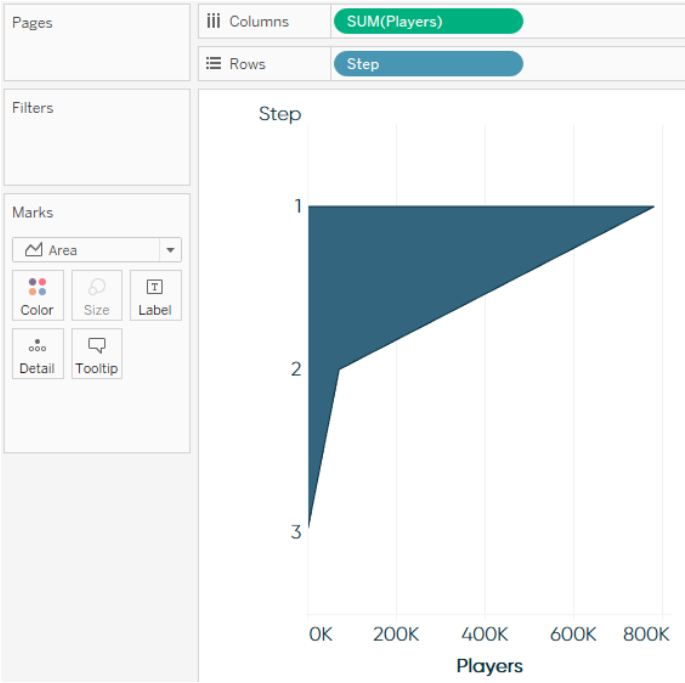 Pages
Columns
SUM(Players)
Rows
Step
Filters
Marks
Area
Color
Size
Label
Detail
Tooltip
Step
1
2
3
0K 200K 400K 600K 800K
Players